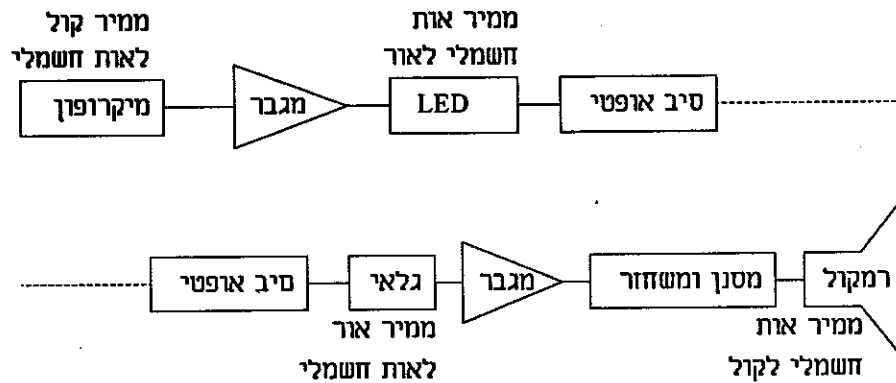 ממיר קול
לאות חשמלי
מיקרופון
מגבר
ממיר אות
חשמלי לאור
LED
סיב אופטי
סיב אופטי
גלאי
ממיר אור
לאות חשמלי
מגבר
מסנן ומשחזר
רמקול
ממיר אות
חשמלי לקול